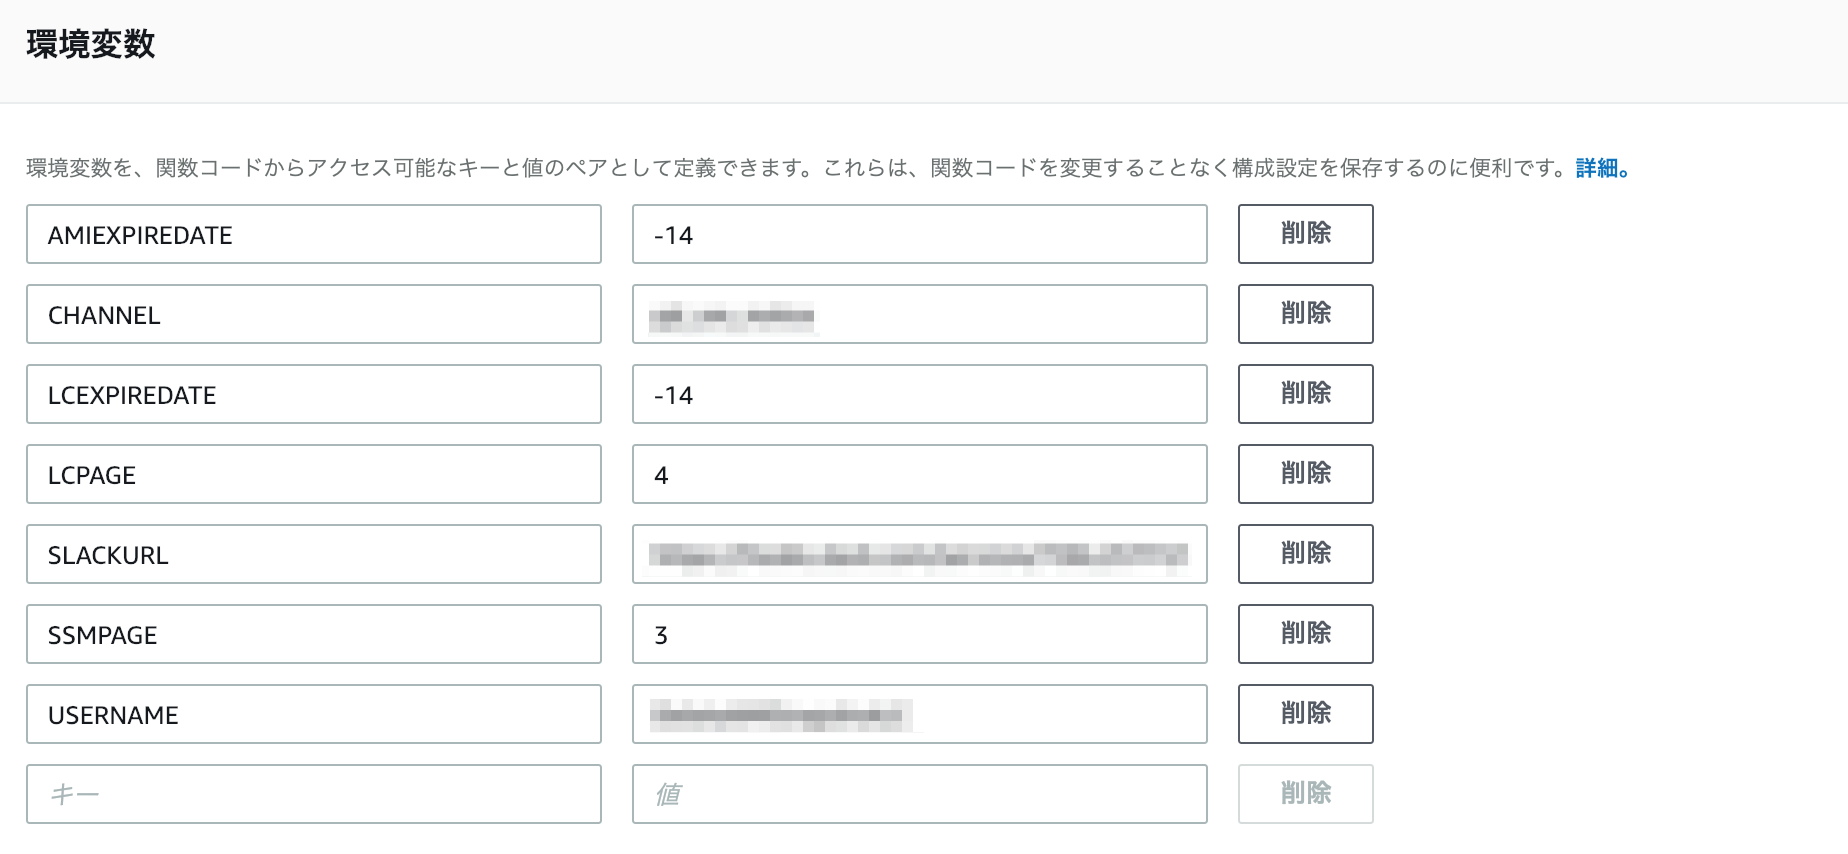 環境変数
環境変数を、関数コードからアクセス可能なキーと値のペアとして定義できます。これらは、関数コードを変更することなく構成設定を保存するのに便利です。詳細。
AMIEXPIREDATE -14 削除
CHANNEL 削除
LCEXPIREDATE -14 削除
LCPAGE 4 削除
SLACKURL 削除
SSMPAGE 3 削除
USERNAME 削除
キー 値 削除